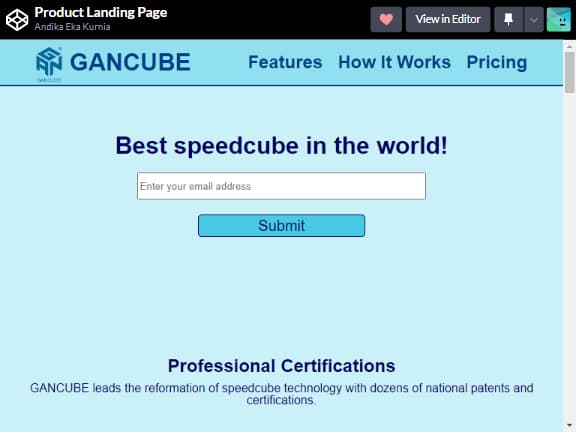 Product Landing Page
Andika Eka Kurnia
View in Editor
GANCUBE
GANCUBE
Features How It Works Pricing
Best speedcube in the world!
Enter your email address
Submit
Professional Certifications
GANCUBE leads the reformation of speedcube technology with dozens of national patents and
certifications.